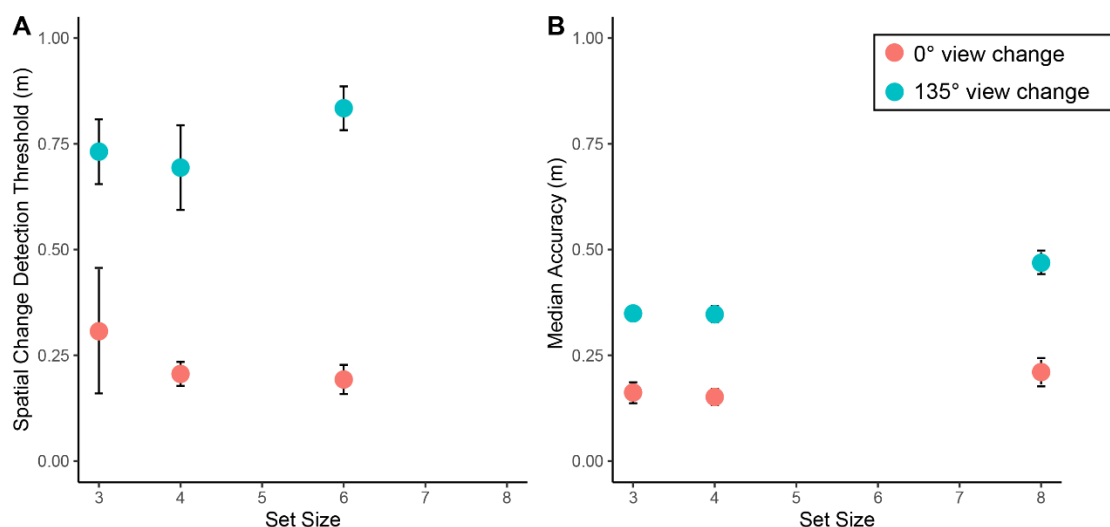 A
Spatial Change Detection Threshold (m)
1.00
0.75
0.50
0.25
0.00
3 4 5 6 7 8
Set Size
B
0° view change
135° view change
Median Accuracy (m)
1.00
0.75
0.50
0.25
0.00
3 4 5 6 7 8
Set Size